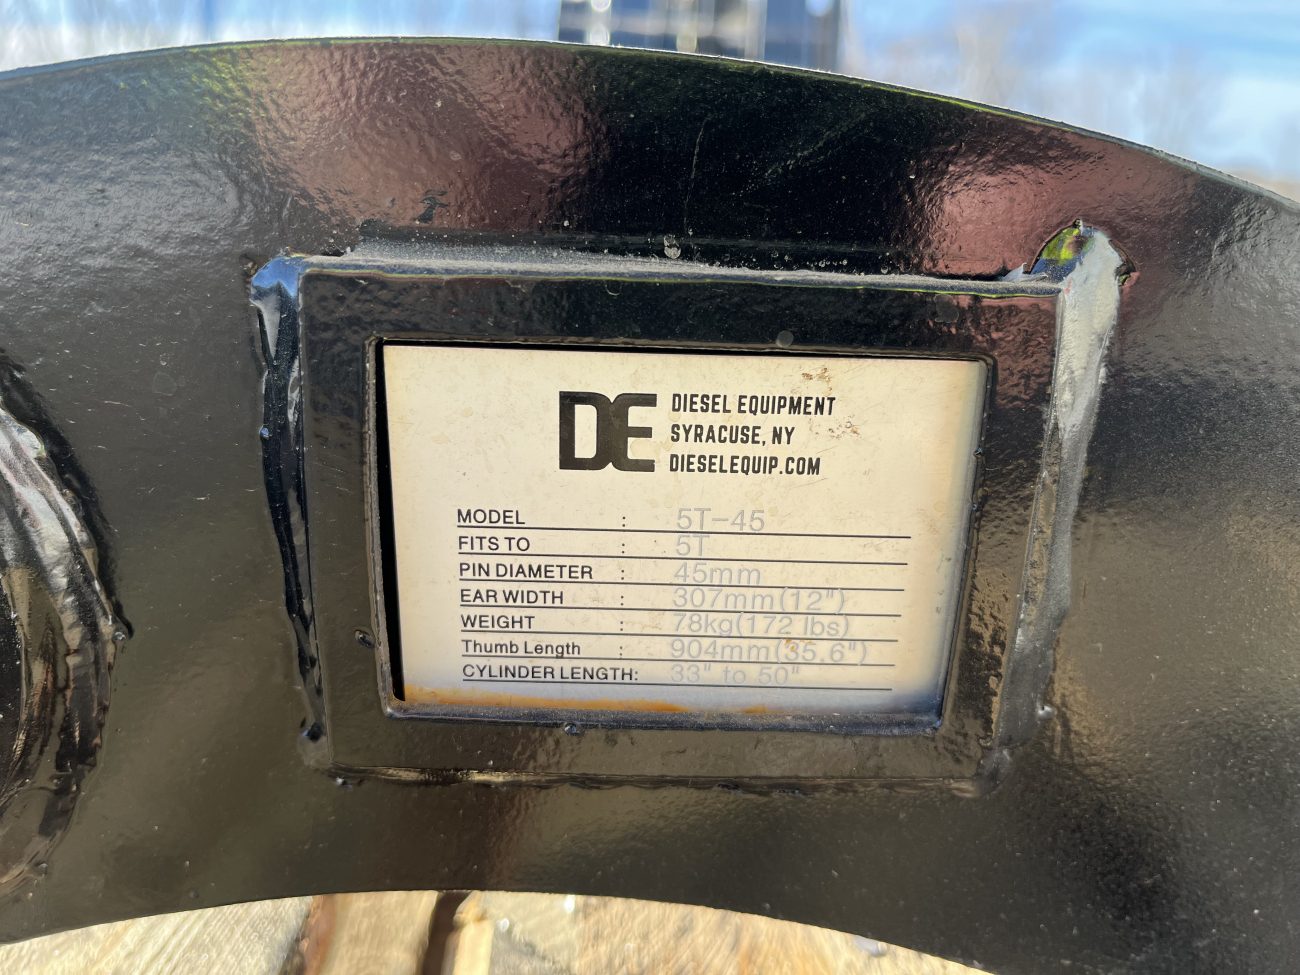 DE
DIESEL EQUIPMENT
SYRACUSE, NY
DIESELEQUIP.COM
MODEL : 5T-45
FITS TO : 5T
PIN DIAMETER : 45mm
EAR WIDTH : 307mm(12")
WEIGHT : 78kg(172 lbs)
Thumb Length : 904mm(35.6")
CYLINDER LENGTH: 33" to 50"